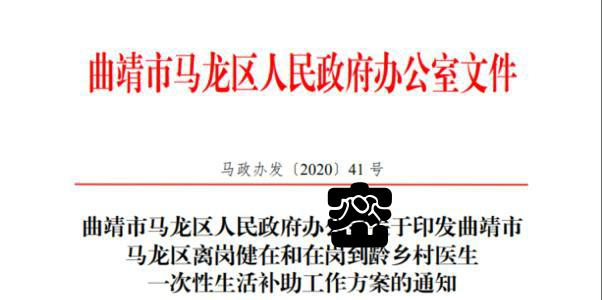 曲靖市马龙区人民政府办公室文件
马政办发〔2020〕41号
曲靖市马龙区人民政府办公于印发曲靖市
马龙区离岗健在和在岗到龄乡村医生
一次性生活补助工作方案的通知